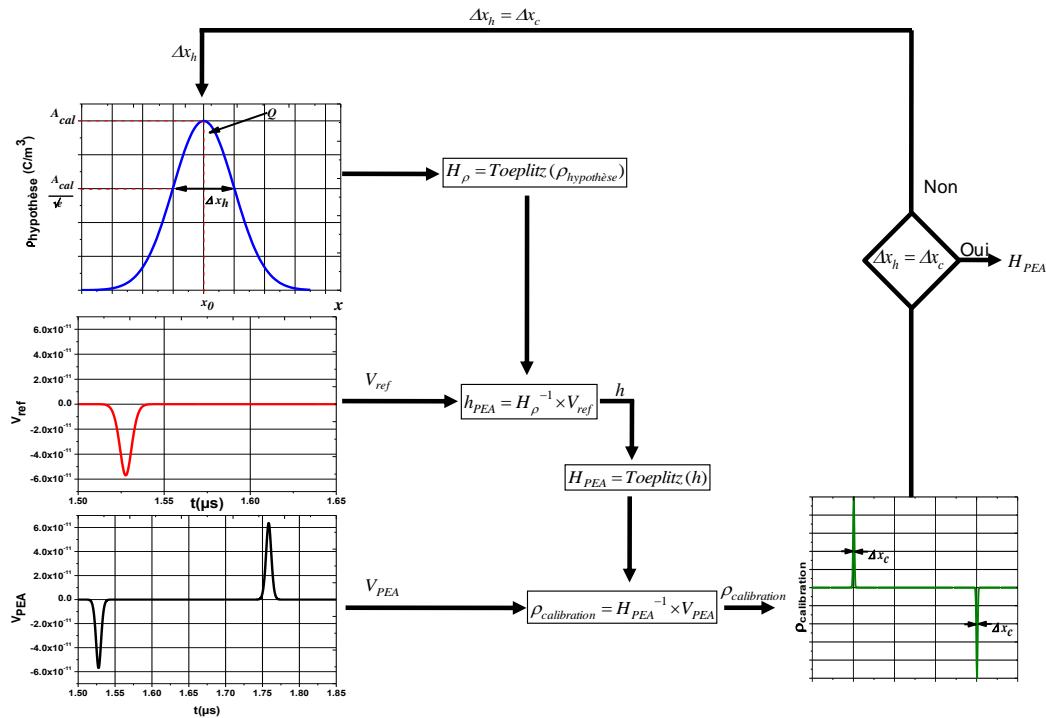 Δx_h = Δx_c
Δx_h
ρhypothèse (C/m³)
A_cal
A_cal
√e
Q
Δx_h
x_0
x
H_ρ = Toeplitz(ρ_hypothèse)
Non
Δx_h = Δx_c
Oui
H_PEA
V_ref
6.0x10⁻¹¹
4.0x10⁻¹¹
2.0x10⁻¹¹
0.0
-2.0x10⁻¹¹
-4.0x10⁻¹¹
-6.0x10⁻¹¹
1.50 1.55 1.60 1.65
t(µs)
V_ref
h_PEA = H_ρ⁻¹ × V_ref
h
H_PEA = Toeplitz(h)
V_PEA
6.0x10⁻¹¹
4.0x10⁻¹¹
2.0x10⁻¹¹
0.0
-2.0x10⁻¹¹
-4.0x10⁻¹¹
-6.0x10⁻¹¹
1.50 1.55 1.60 1.65 1.70 1.75 1.80 1.85
t(µs)
V_PEA
ρ_calibration = H_PEA⁻¹ × V_PEA
ρ_calibration
ρcalibration
Δx_c
Δx_c